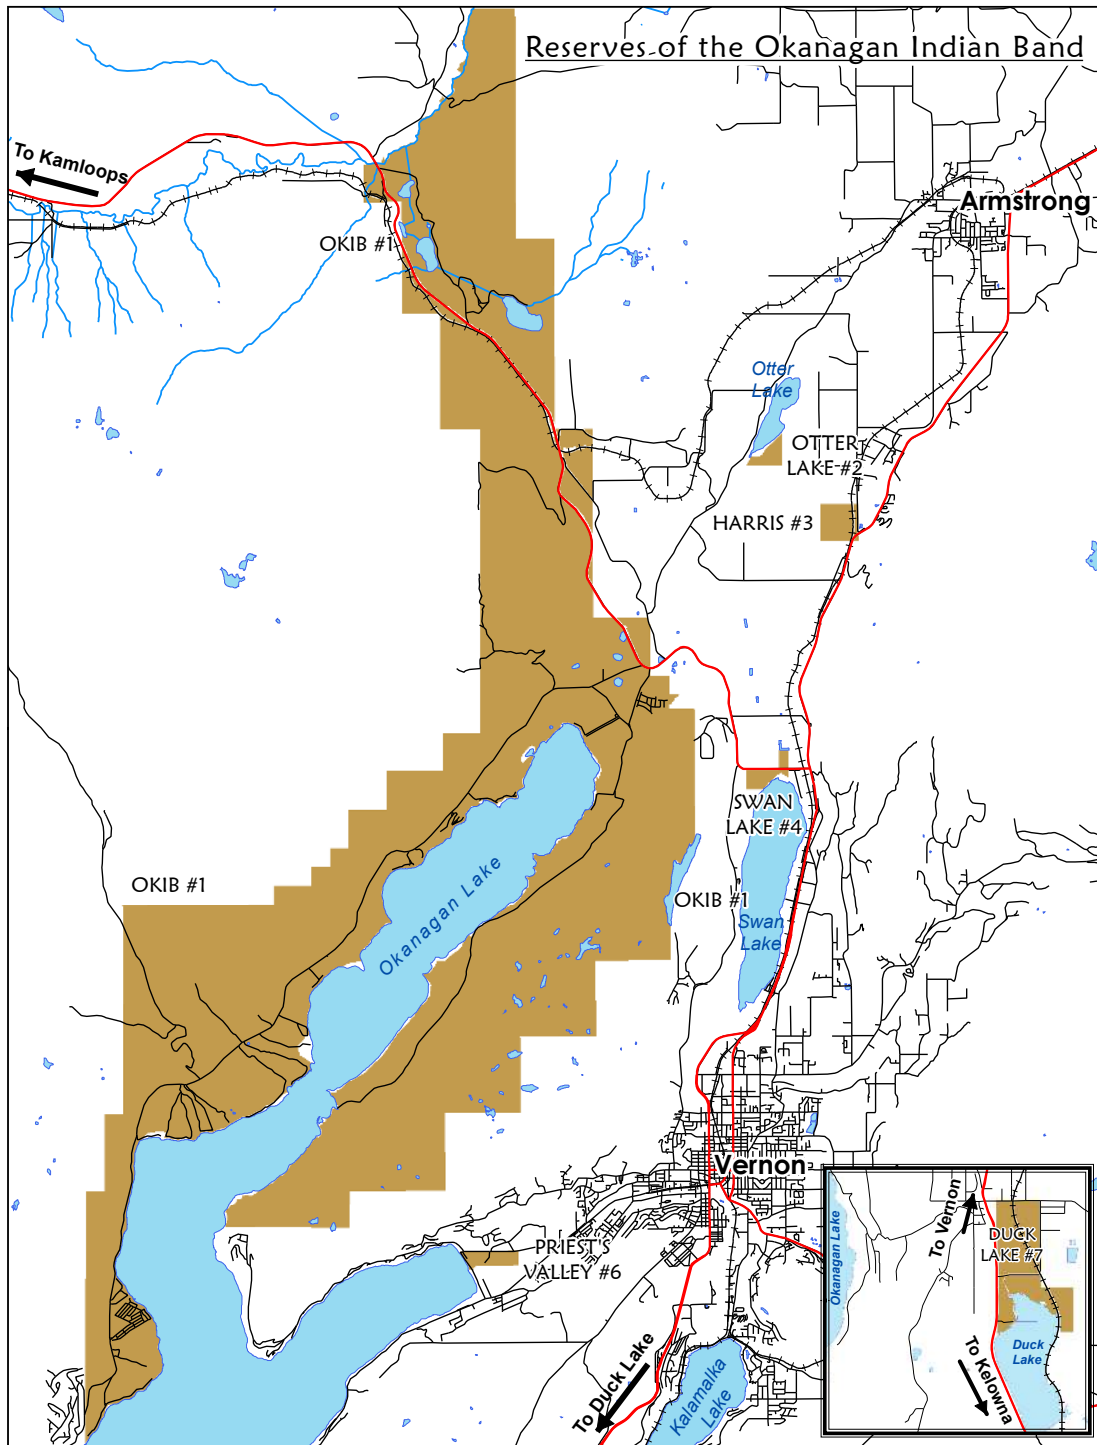 Reserves of the Okanagan Indian Band
To Kamloops
Armstrong
OKIB #1
Otter
Lake
OTTER
LAKE #2
HARRIS #3
SWAN
LAKE #4
OKIB #1
OKIB #1
Okanagan Lake
Swan
Lake
Vernon
PRIEST'S
VALLEY #6
To Duck Lake
Kalamalka
Lake
Okanagan Lake
To Vernon
DUCK
LAKE #7
Duck
Lake
To Kelowna